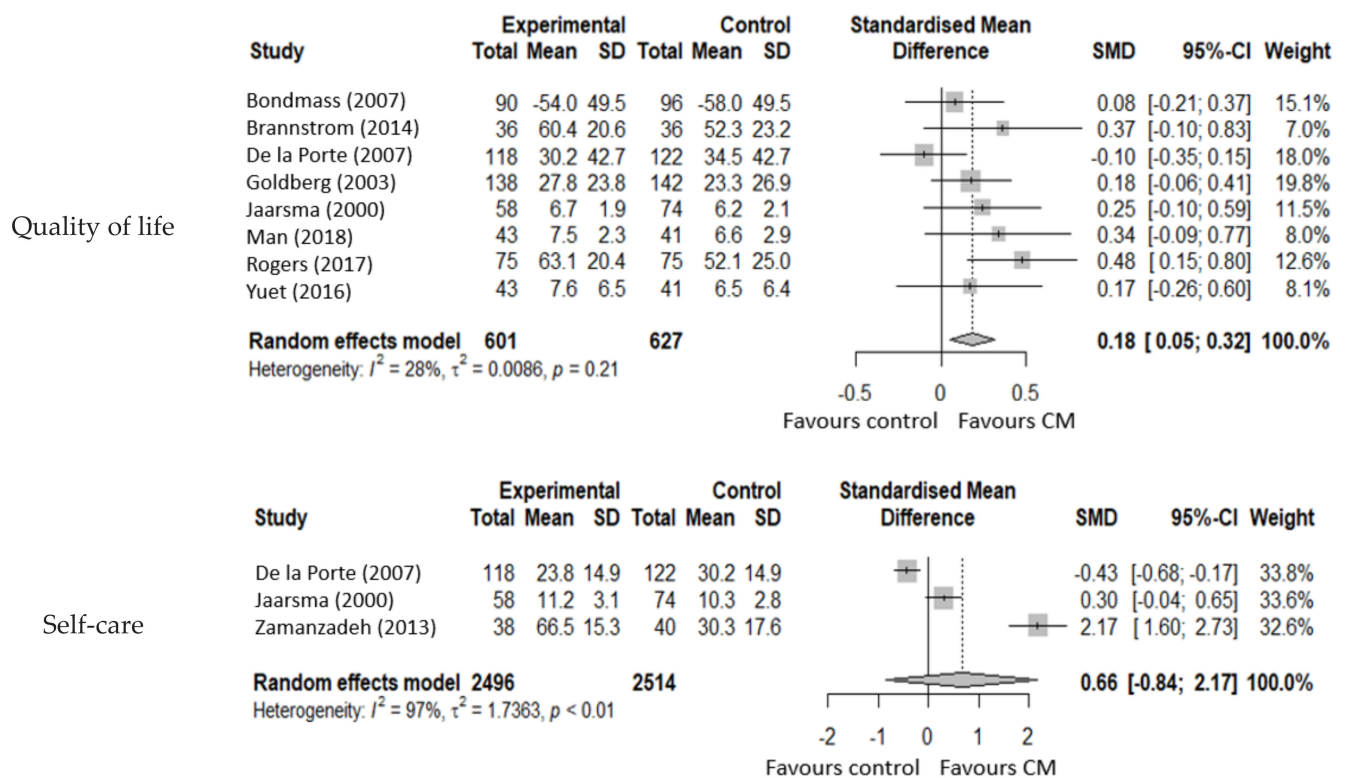 Experimental Control Standardised Mean
Study Total Mean SD Total Mean SD Difference SMD 95%-CI Weight
Bondmass (2007) 90 -54.0 49.5 96 -58.0 49.5 0.08 [-0.21; 0.37] 15.1%
Brannstrom (2014) 36 60.4 20.6 36 52.3 23.2 0.37 [-0.10; 0.83] 7.0%
De la Porte (2007) 118 30.2 42.7 122 34.5 42.7 -0.10 [-0.35; 0.15] 18.0%
Goldberg (2003) 138 27.8 23.8 142 23.3 26.9 0.18 [-0.06; 0.41] 19.8%
Jaarsma (2000) 58 6.7 1.9 74 6.2 2.1 0.25 [-0.10; 0.59] 11.5%
Quality of life
Man (2018) 43 7.5 2.3 41 6.6 2.9 0.34 [-0.09; 0.77] 8.0%
Rogers (2017) 75 63.1 20.4 75 52.1 25.0 0.48 [ 0.15; 0.80] 12.6%
Yuet (2016) 43 7.6 6.5 41 6.5 6.4 0.17 [-0.26; 0.60] 8.1%
Random effects model 601 627 0.18 [ 0.05; 0.32] 100.0%
Heterogeneity: I² = 28%, τ² = 0.0086, p = 0.21
-0.5 0 0.5
Favours control Favours CM
Experimental Control Standardised Mean
Study Total Mean SD Total Mean SD Difference SMD 95%-CI Weight
De la Porte (2007) 118 23.8 14.9 122 30.2 14.9 -0.43 [-0.68; -0.17] 33.8%
Jaarsma (2000) 58 11.2 3.1 74 10.3 2.8 0.30 [-0.04; 0.65] 33.6%
Self-care
Zamanzadeh (2013) 38 66.5 15.3 40 30.3 17.6 2.17 [ 1.60; 2.73] 32.6%
Random effects model 2496 2514 0.66 [-0.84; 2.17] 100.0%
Heterogeneity: I² = 97%, τ² = 1.7363, p < 0.01
-2 -1 0 1 2
Favours control Favours CM